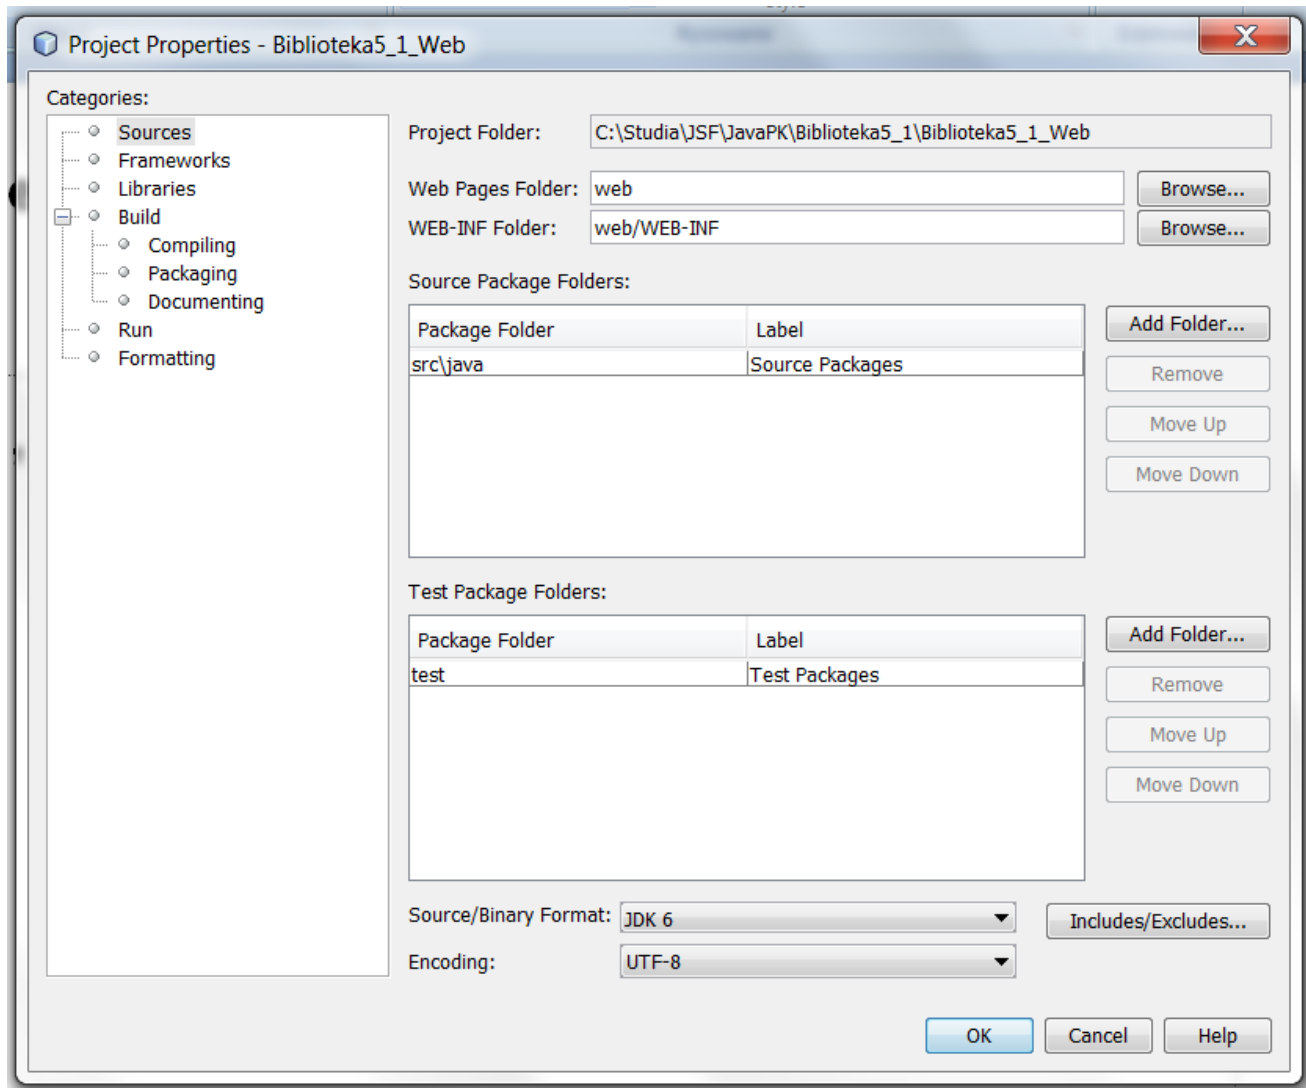 Project Properties - Biblioteka5_1_Web
Categories:
Sources
Frameworks
Libraries
Build
Compiling
Packaging
Documenting
Run
Formatting
Project Folder: C:\Studia\JSF\JavaPK\Biblioteka5_1\Biblioteka5_1_Web
Web Pages Folder: web Browse...
WEB-INF Folder: web/WEB-INF Browse...
Source Package Folders:
Package Folder Label Add Folder...
src\java Source Packages Remove
Move Up
Move Down
Test Package Folders:
Package Folder Label Add Folder...
test Test Packages Remove
Move Up
Move Down
Source/Binary Format: JDK 6 Includes/Excludes...
Encoding: UTF-8
OK Cancel Help